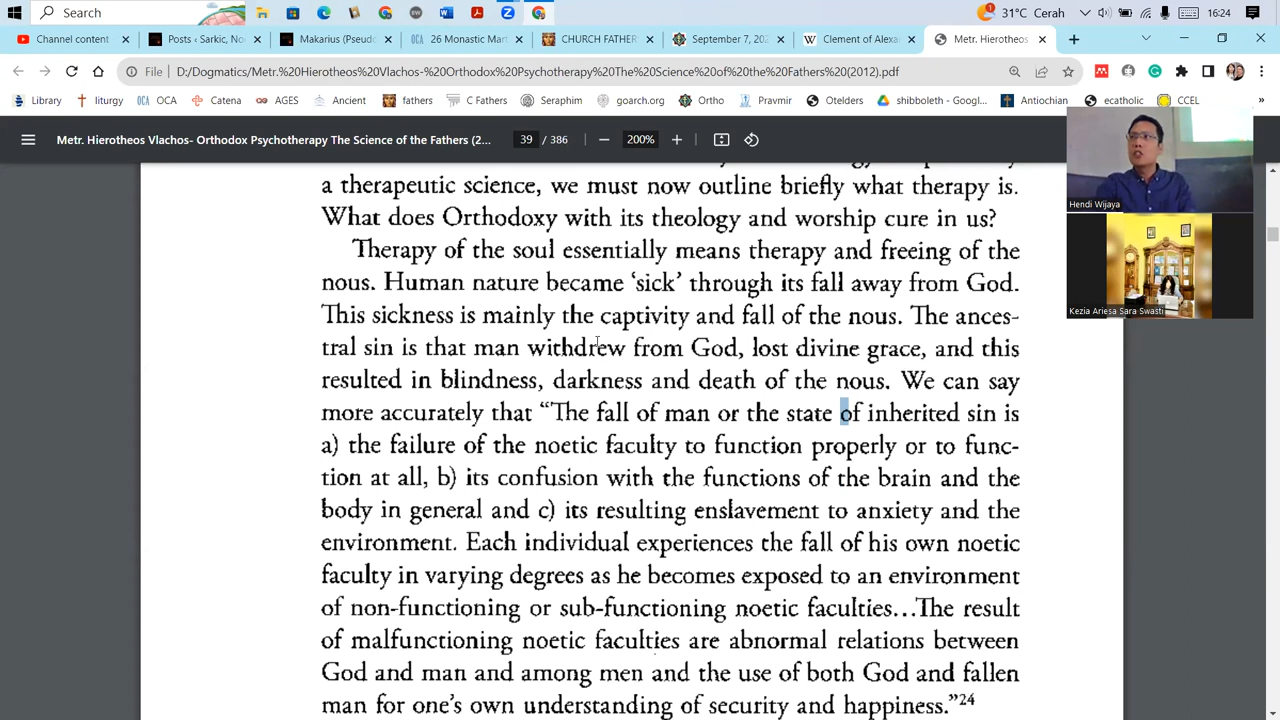 Search
31°C Cerah
16:24
Channel content
Posts ‹ Sarkic, No
Makarius (Pseudo
26 Monastic Mart
CHURCH FATHER
September 7, 202
Clement of Alexa
Metr. Hierotheos
File
D:/Dogmatics/Metr.%20Hierotheos%20Vlachos-%20Orthodox%20Psychotherapy%20The%20Science%20of%20the%20Fathers%20(2012).pdf
Library
liturgy
OCA
Catena
AGES
Ancient
fathers
C Fathers
Seraphim
goarch.org
Ortho
Pravmir
Otelders
shibboleth - Googl...
Antiochian
ecatholic
CCEL
Metr. Hierotheos Vlachos- Orthodox Psychotherapy The Science of the Fathers (2...
39 / 386
200%
a therapeutic science, we must now outline briefly what therapy is.
What does Orthodoxy with its theology and worship cure in us?
Therapy of the soul essentially means therapy and freeing of the
nous. Human nature became ‘sick’ through its fall away from God.
This sickness is mainly the captivity and fall of the nous. The ances-
tral sin is that man withdrew from God, lost divine grace, and this
resulted in blindness, darkness and death of the nous. We can say
more accurately that “The fall of man or the state of inherited sin is
a) the failure of the noetic faculty to function properly or to func-
tion at all, b) its confusion with the functions of the brain and the
body in general and c) its resulting enslavement to anxiety and the
environment. Each individual experiences the fall of his own noetic
faculty in varying degrees as he becomes exposed to an environment
of non-functioning or sub-functioning noetic faculties...The result
of malfunctioning noetic faculties are abnormal relations between
God and man and among men and the use of both God and fallen
man for one’s own understanding of security and happiness.”24
Hendi Wijaya
Kezia Ariesa Sara Swasti